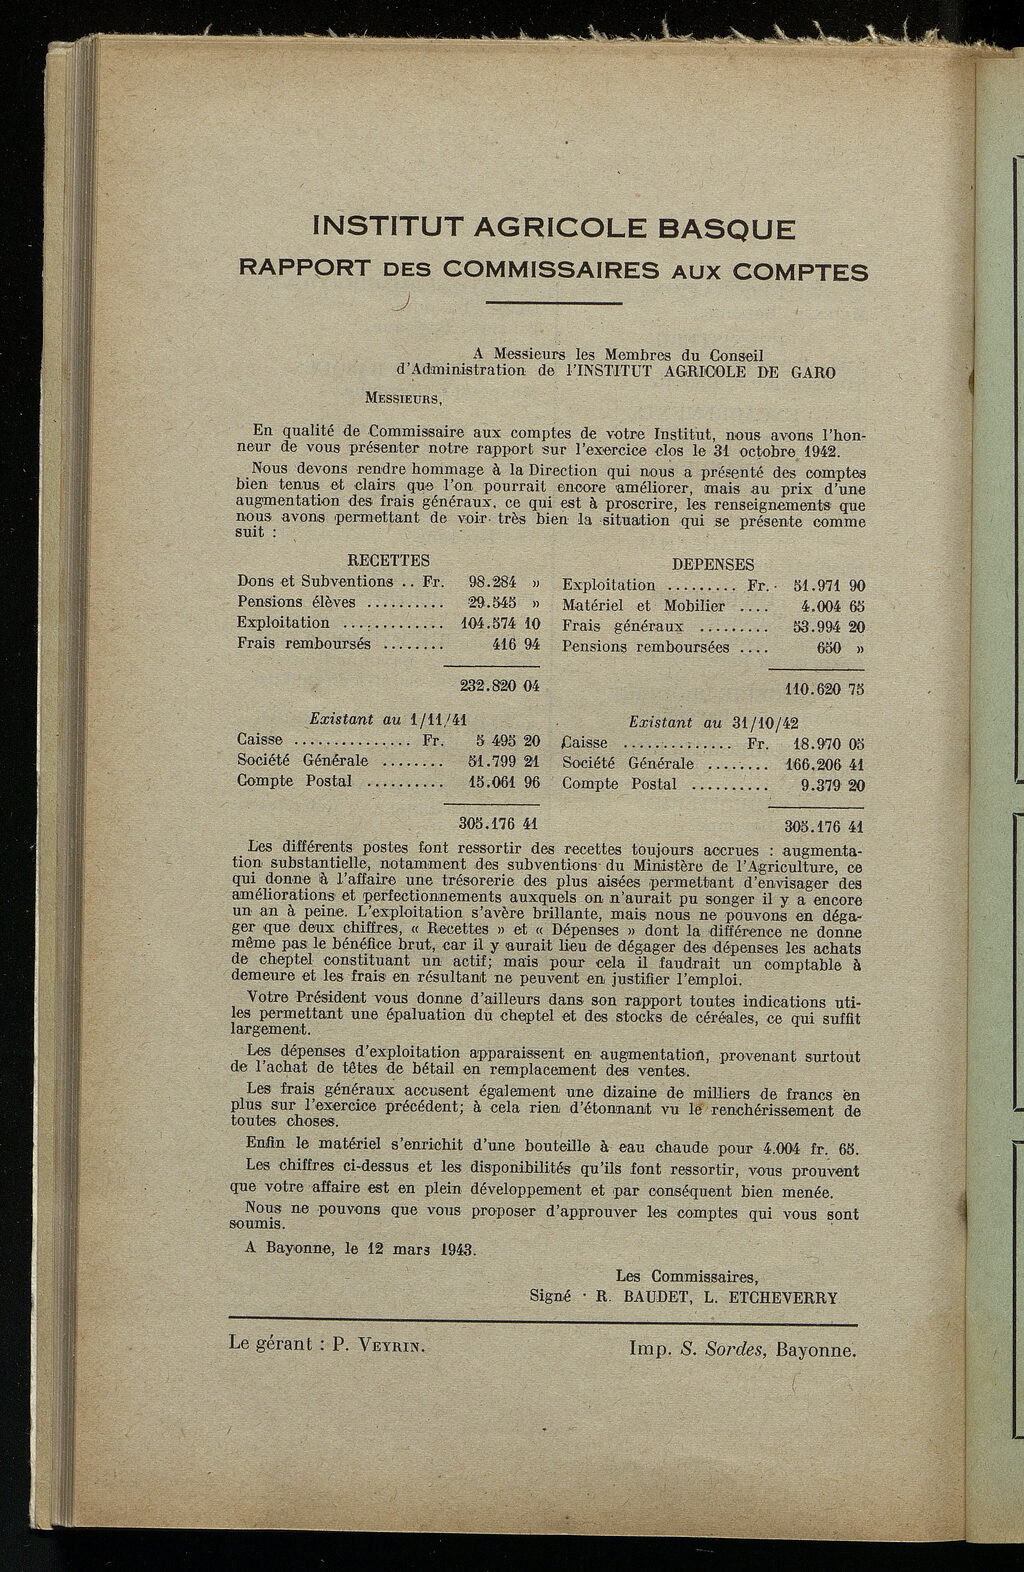 INSTITUT AGRICOLE BASQUE
RAPPORT DES COMMISSAIRES AUX COMPTES
A Messieurs les Membres du Conseil
d'Administration de l'INSTITUT AGRICOLE DE GARO
MESSIEURS,
En qualité de Commissaire aux comptes de votre Institut, nous avons l'hon-
neur de vous présenter notre rapport sur l'exercice clos le 31 octobre 1942.
Nous devons rendre hommage à la Direction qui nous a présenté des comptes
bien tenus et clairs que l'on pourrait encore améliorer, mais au prix d'une
augmentation des frais généraux, ce qui est à proscrire, les renseignements que
nous avons permettant de voir très bien la situation qui se présente comme
suit :
RECETTES
Dons et Subventions .. Fr. 98.284 »
Pensions élèves .......... 29.545 »
Exploitation ............. 104.574 10
Frais remboursés ........ 416 94
232.820 04
Existant au 1/11/41
Caisse ............... Fr. 5 495 20
Société Générale ........ 51.799 21
Compte Postal .......... 15.061 96
305.176 41
DEPENSES
Exploitation ......... Fr. 51.971 90
Matériel et Mobilier .... 4.004 65
Frais généraux ......... 53.994 20
Pensions remboursées .... 650 »
110.620 75
Existant au 31/10/42
Caisse .............. Fr. 18.970 05
Société Générale ........ 166.206 41
Compte Postal .......... 9.379 20
305.176 41
Les différents postes font ressortir des recettes toujours accrues : augmenta-
tion substantielle, notamment des subventions du Ministère de l'Agriculture, ce
qui donne à l'affaire une trésorerie des plus aisées permettant d'envisager des
améliorations et perfectionnements auxquels on n'aurait pu songer il y a encore
un an à peine. L'exploitation s'avère brillante, mais nous ne pouvons en déga-
ger que deux chiffres, « Recettes » et « Dépenses » dont la différence ne donne
même pas le bénéfice brut, car il y aurait lieu de dégager des dépenses les achats
de cheptel constituant un actif; mais pour cela il faudrait un comptable à
demeure et les frais en résultant ne peuvent en justifier l'emploi.
Votre Président vous donne d'ailleurs dans son rapport toutes indications uti-
les permettant une épaluation du cheptel et des stocks de céréales, ce qui suffit
largement.
Les dépenses d'exploitation apparaissent en augmentation, provenant surtout
de l'achat de têtes de bétail en remplacement des ventes.
Les frais généraux accusent également une dizaine de milliers de francs en
plus sur l'exercice précédent; à cela rien d'étonnant vu le renchérissement de
toutes choses.
Enfin le matériel s'enrichit d'une bouteille à eau chaude pour 4.004 fr. 65.
Les chiffres ci-dessus et les disponibilités qu'ils font ressortir, vous prouvent
que votre affaire est en plein développement et par conséquent bien menée.
Nous ne pouvons que vous proposer d'approuver les comptes qui vous sont
soumis.
A Bayonne, le 12 mars 1943.
Les Commissaires,
Signé : R. BAUDET, L. ETCHEVERRY
Le gérant : P. VEYRIN.
Imp. S. Sordes, Bayonne.